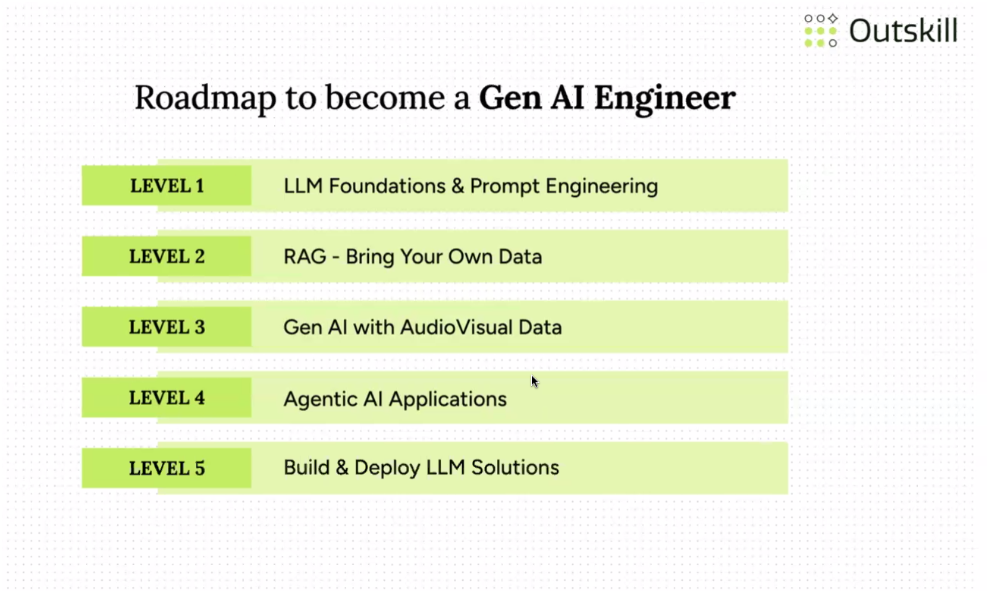 Outskill
Roadmap to become a Gen AI Engineer
LEVEL 1 LLM Foundations & Prompt Engineering
LEVEL 2 RAG - Bring Your Own Data
LEVEL 3 Gen AI with AudioVisual Data
LEVEL 4 Agentic AI Applications
LEVEL 5 Build & Deploy LLM Solutions